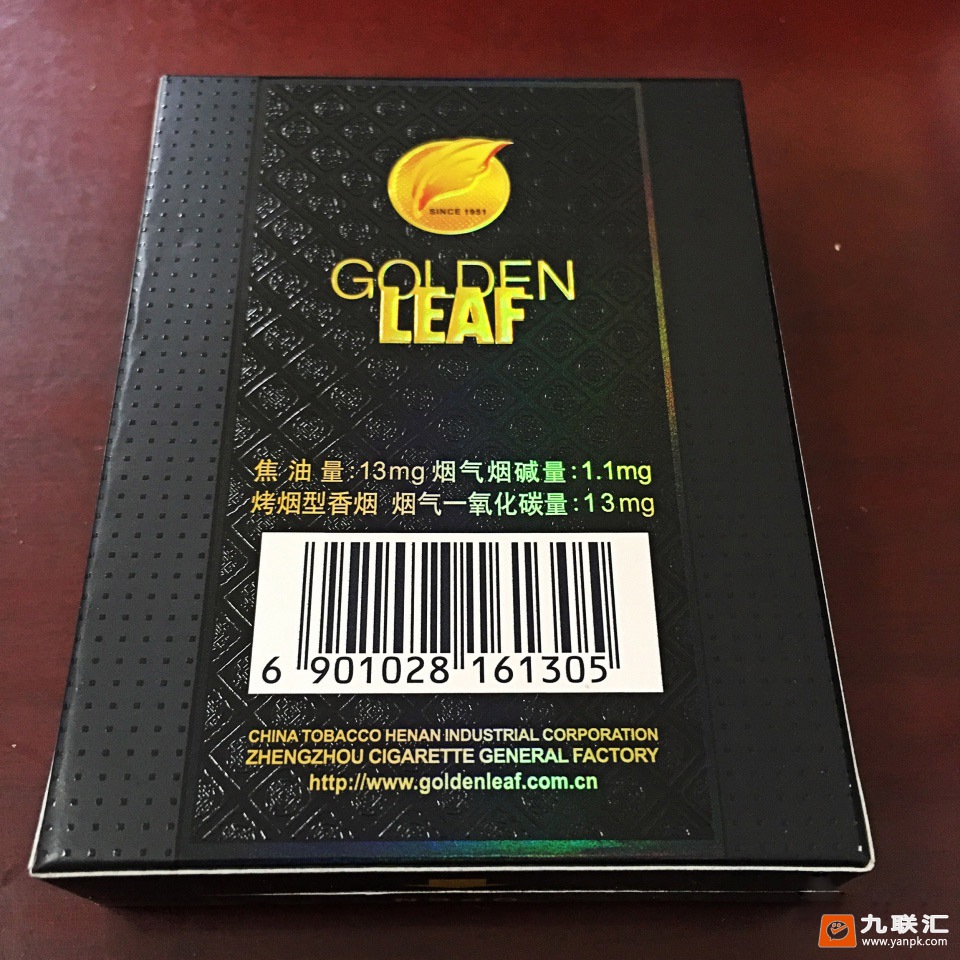 SINCE 1951
GOLDEN
LEAF
焦油量:13mg 烟气烟碱量:1.1mg
烤烟型香烟 烟气一氧化碳量:13mg
6 901028 161305
CHINA TOBACCO HENAN INDUSTRIAL CORPORATION
ZHENGZHOU CIGARETTE GENERAL FACTORY
http://www.goldenleaf.com.cn
九联汇
www.yanpk.com